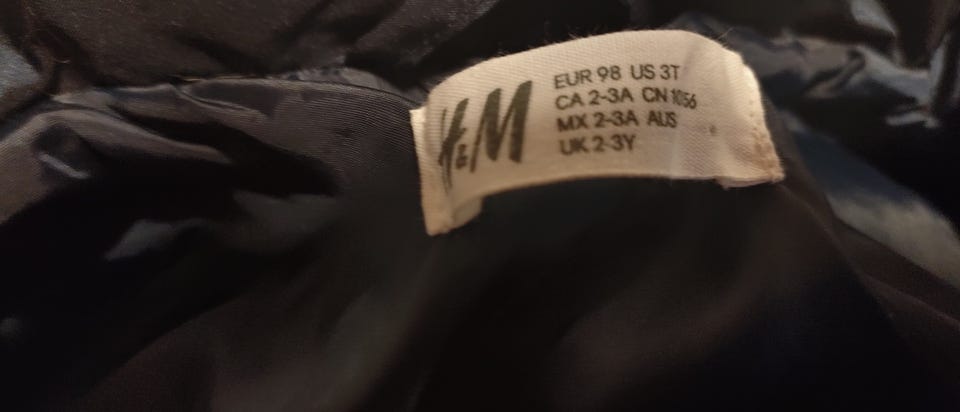 H&M
EUR 98 US 3T
CA 2-3A CN 1056
MX 2-3A AUS
UK 2-3Y